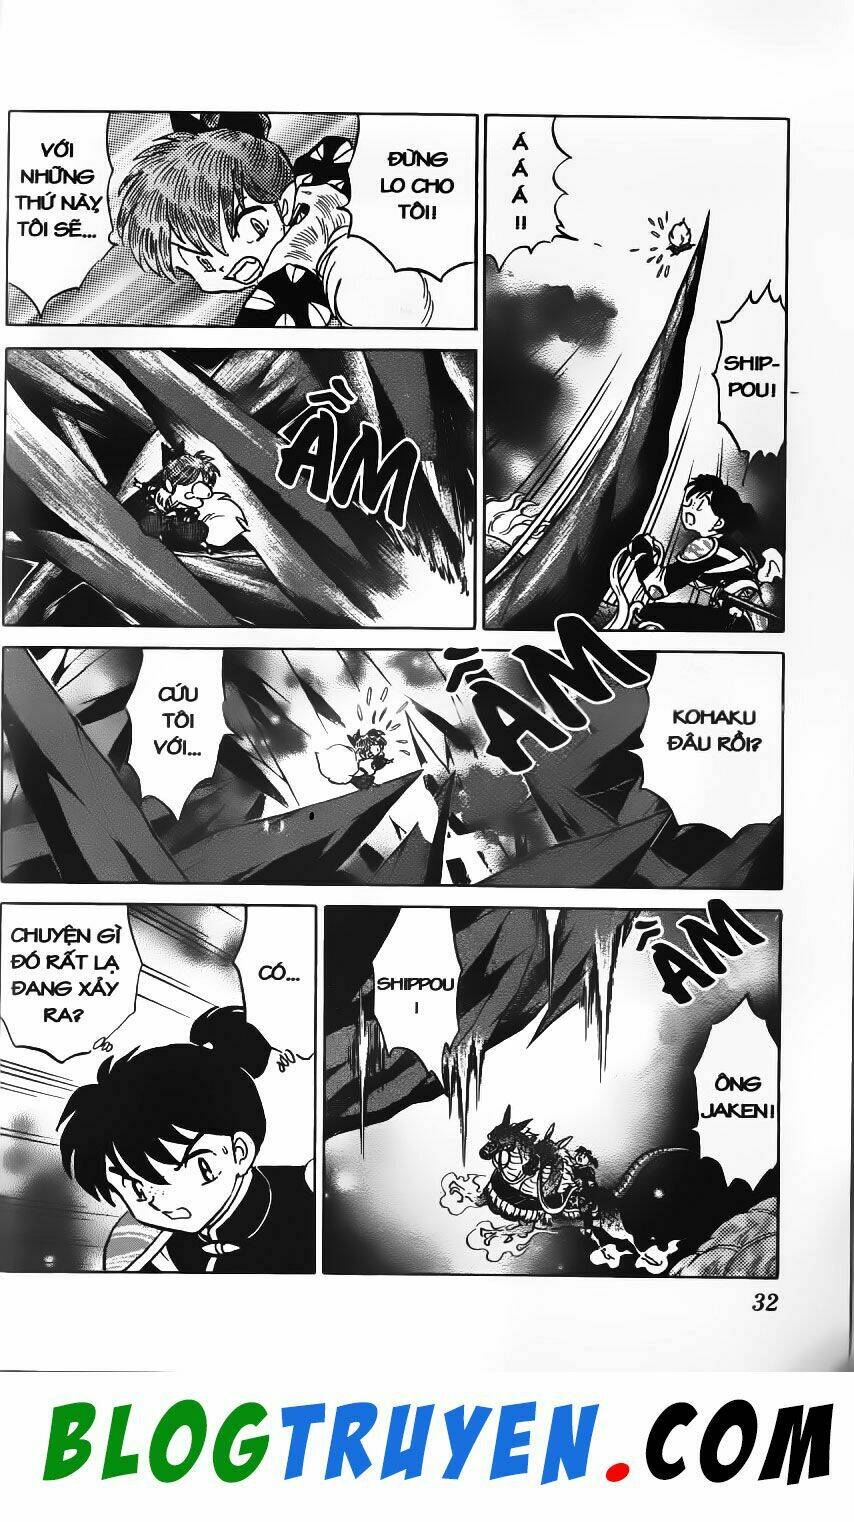 Á
Á
Á
!!
SHIP-
POU!
ĐỪNG
LO CHO
TÔI!
VỚI
NHỮNG
THỨ NÀY,
TÔI SẼ...
ẦM
KOHAKU
ĐÂU RỒI?
ẦM
CỨU
TÔI
VỚI...
ẦM
ÔNG
JAKEN!
SHIPPOU
!
CÓ...
CHUYỆN GÌ
ĐÓ RẤT LẠ
ĐANG XẢY
RA?
32
BLOGTRUYEN.COM